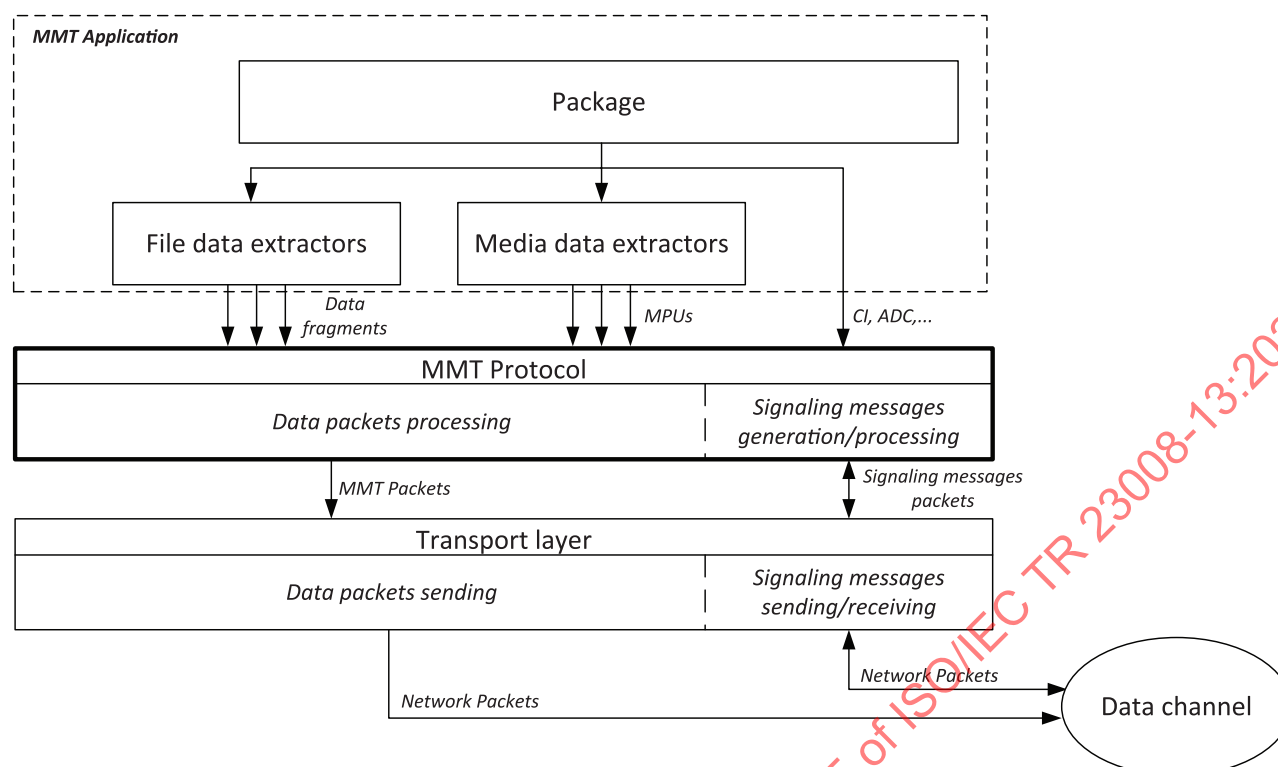 MMT Application
Package
File data extractors
Media data extractors
Data
fragments
MPUs
CI, ADC,...
MMT Protocol
Data packets processing
Signaling messages
generation/processing
MMT Packets
Signaling messages
packets
Transport layer
Data packets sending
Signaling messages
sending/receiving
Network Packets
Network Packets
Data channel
of ISO/IEC TR 23008-13:20